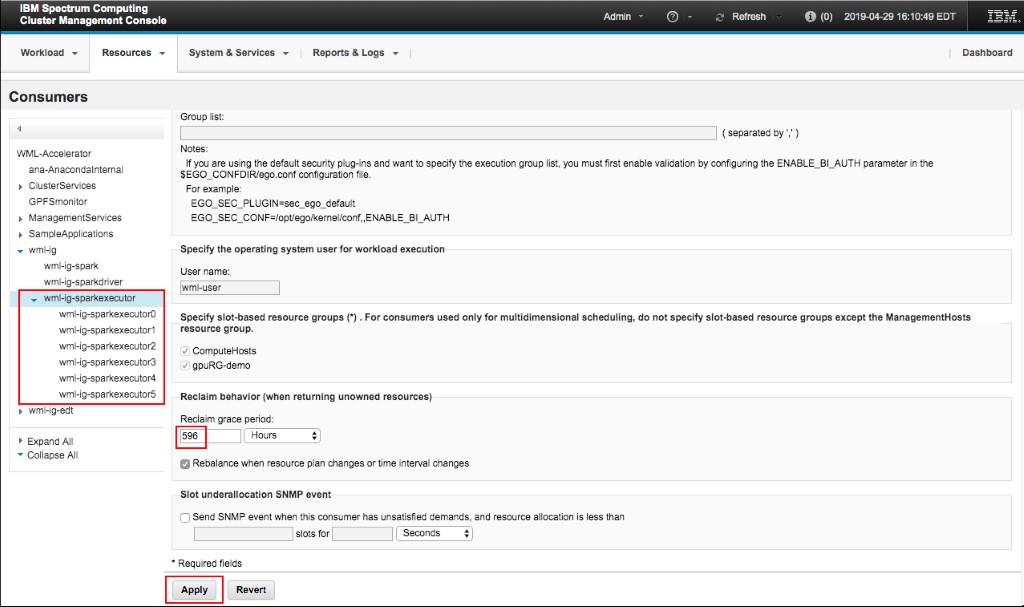 IBM Spectrum Computing
Cluster Management Console
Admin
Refresh
(0)
2019-04-29 16:10:49 EDT
IBM
Workload
Resources
System & Services
Reports & Logs
Dashboard
Consumers
WML-Accelerator
ana-AnacondaInternal
ClusterServices
GPFSmonitor
ManagementServices
SampleApplications
wml-ig
wml-ig-spark
wml-ig-sparkdriver
wml-ig-sparkexecutor
wml-ig-sparkexecutor0
wml-ig-sparkexecutor1
wml-ig-sparkexecutor2
wml-ig-sparkexecutor3
wml-ig-sparkexecutor4
wml-ig-sparkexecutor5
wml-ig-edt
Expand All
Collapse All
Group list:
( separated by ',' )
Notes:
If you are using the default security plug-ins and want to specify the execution group list, you must first enable validation by configuring the ENABLE_BI_AUTH parameter in the
$EGO_CONFDIR/ego.conf configuration file.
For example:
EGO_SEC_PLUGIN=sec_ego_default
EGO_SEC_CONF=/opt/ego/kernel/conf,,ENABLE_BI_AUTH
Specify the operating system user for workload execution
User name:
wml-user
Specify slot-based resource groups (*) . For consumers used only for multidimensional scheduling, do not specify slot-based resource groups except the ManagementHosts
resource group.
ComputeHosts
gpuRG-demo
Reclaim behavior (when returning unowned resources)
Reclaim grace period:
596
Hours
Rebalance when resource plan changes or time interval changes
Slot underallocation SNMP event
Send SNMP event when this consumer has unsatisfied demands, and resource allocation is less than
slots for
Seconds
* Required fields
Apply
Revert